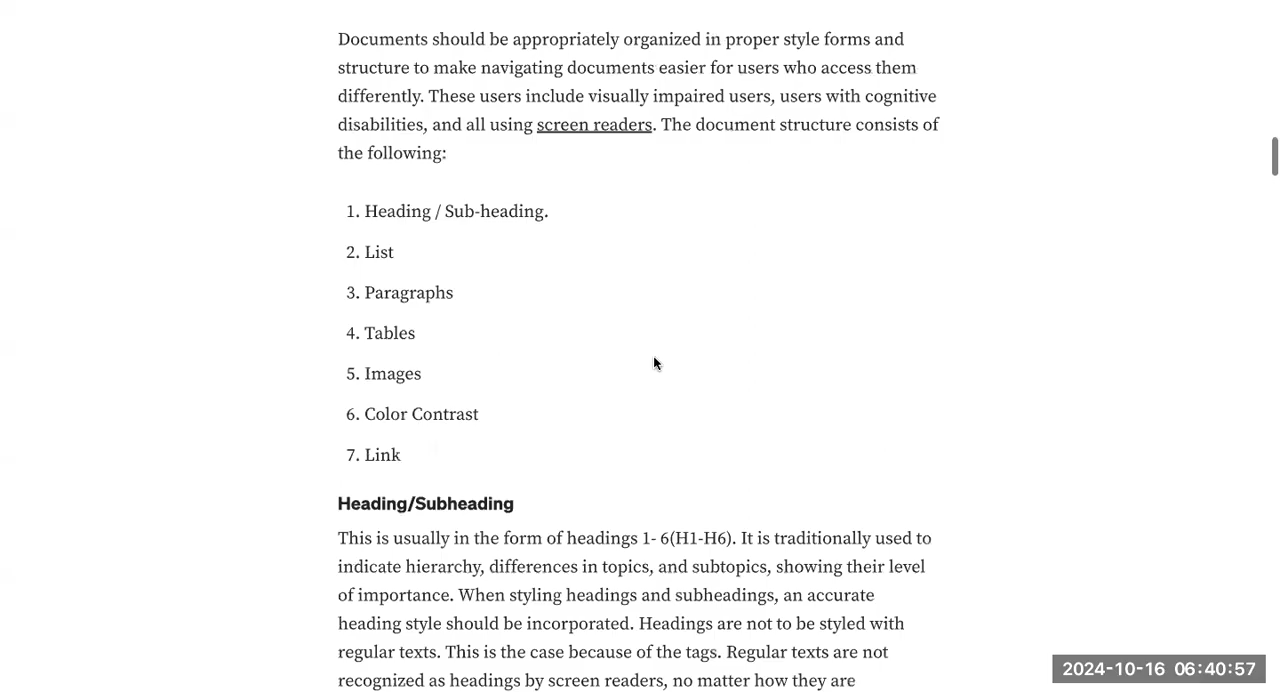 Documents should be appropriately organized in proper style forms and
structure to make navigating documents easier for users who access them
differently. These users include visually impaired users, users with cognitive
disabilities, and all using screen readers. The document structure consists of
the following:
1. Heading / Sub-heading.
2. List
3. Paragraphs
4. Tables
5. Images
6. Color Contrast
7. Link
Heading/Subheading
This is usually in the form of headings 1- 6(H1-H6). It is traditionally used to
indicate hierarchy, differences in topics, and subtopics, showing their level
of importance. When styling headings and subheadings, an accurate
heading style should be incorporated. Headings are not to be styled with
regular texts. This is the case because of the tags. Regular texts are not
recognized as headings by screen readers, no matter how they are
2024-10-16 06:40:57